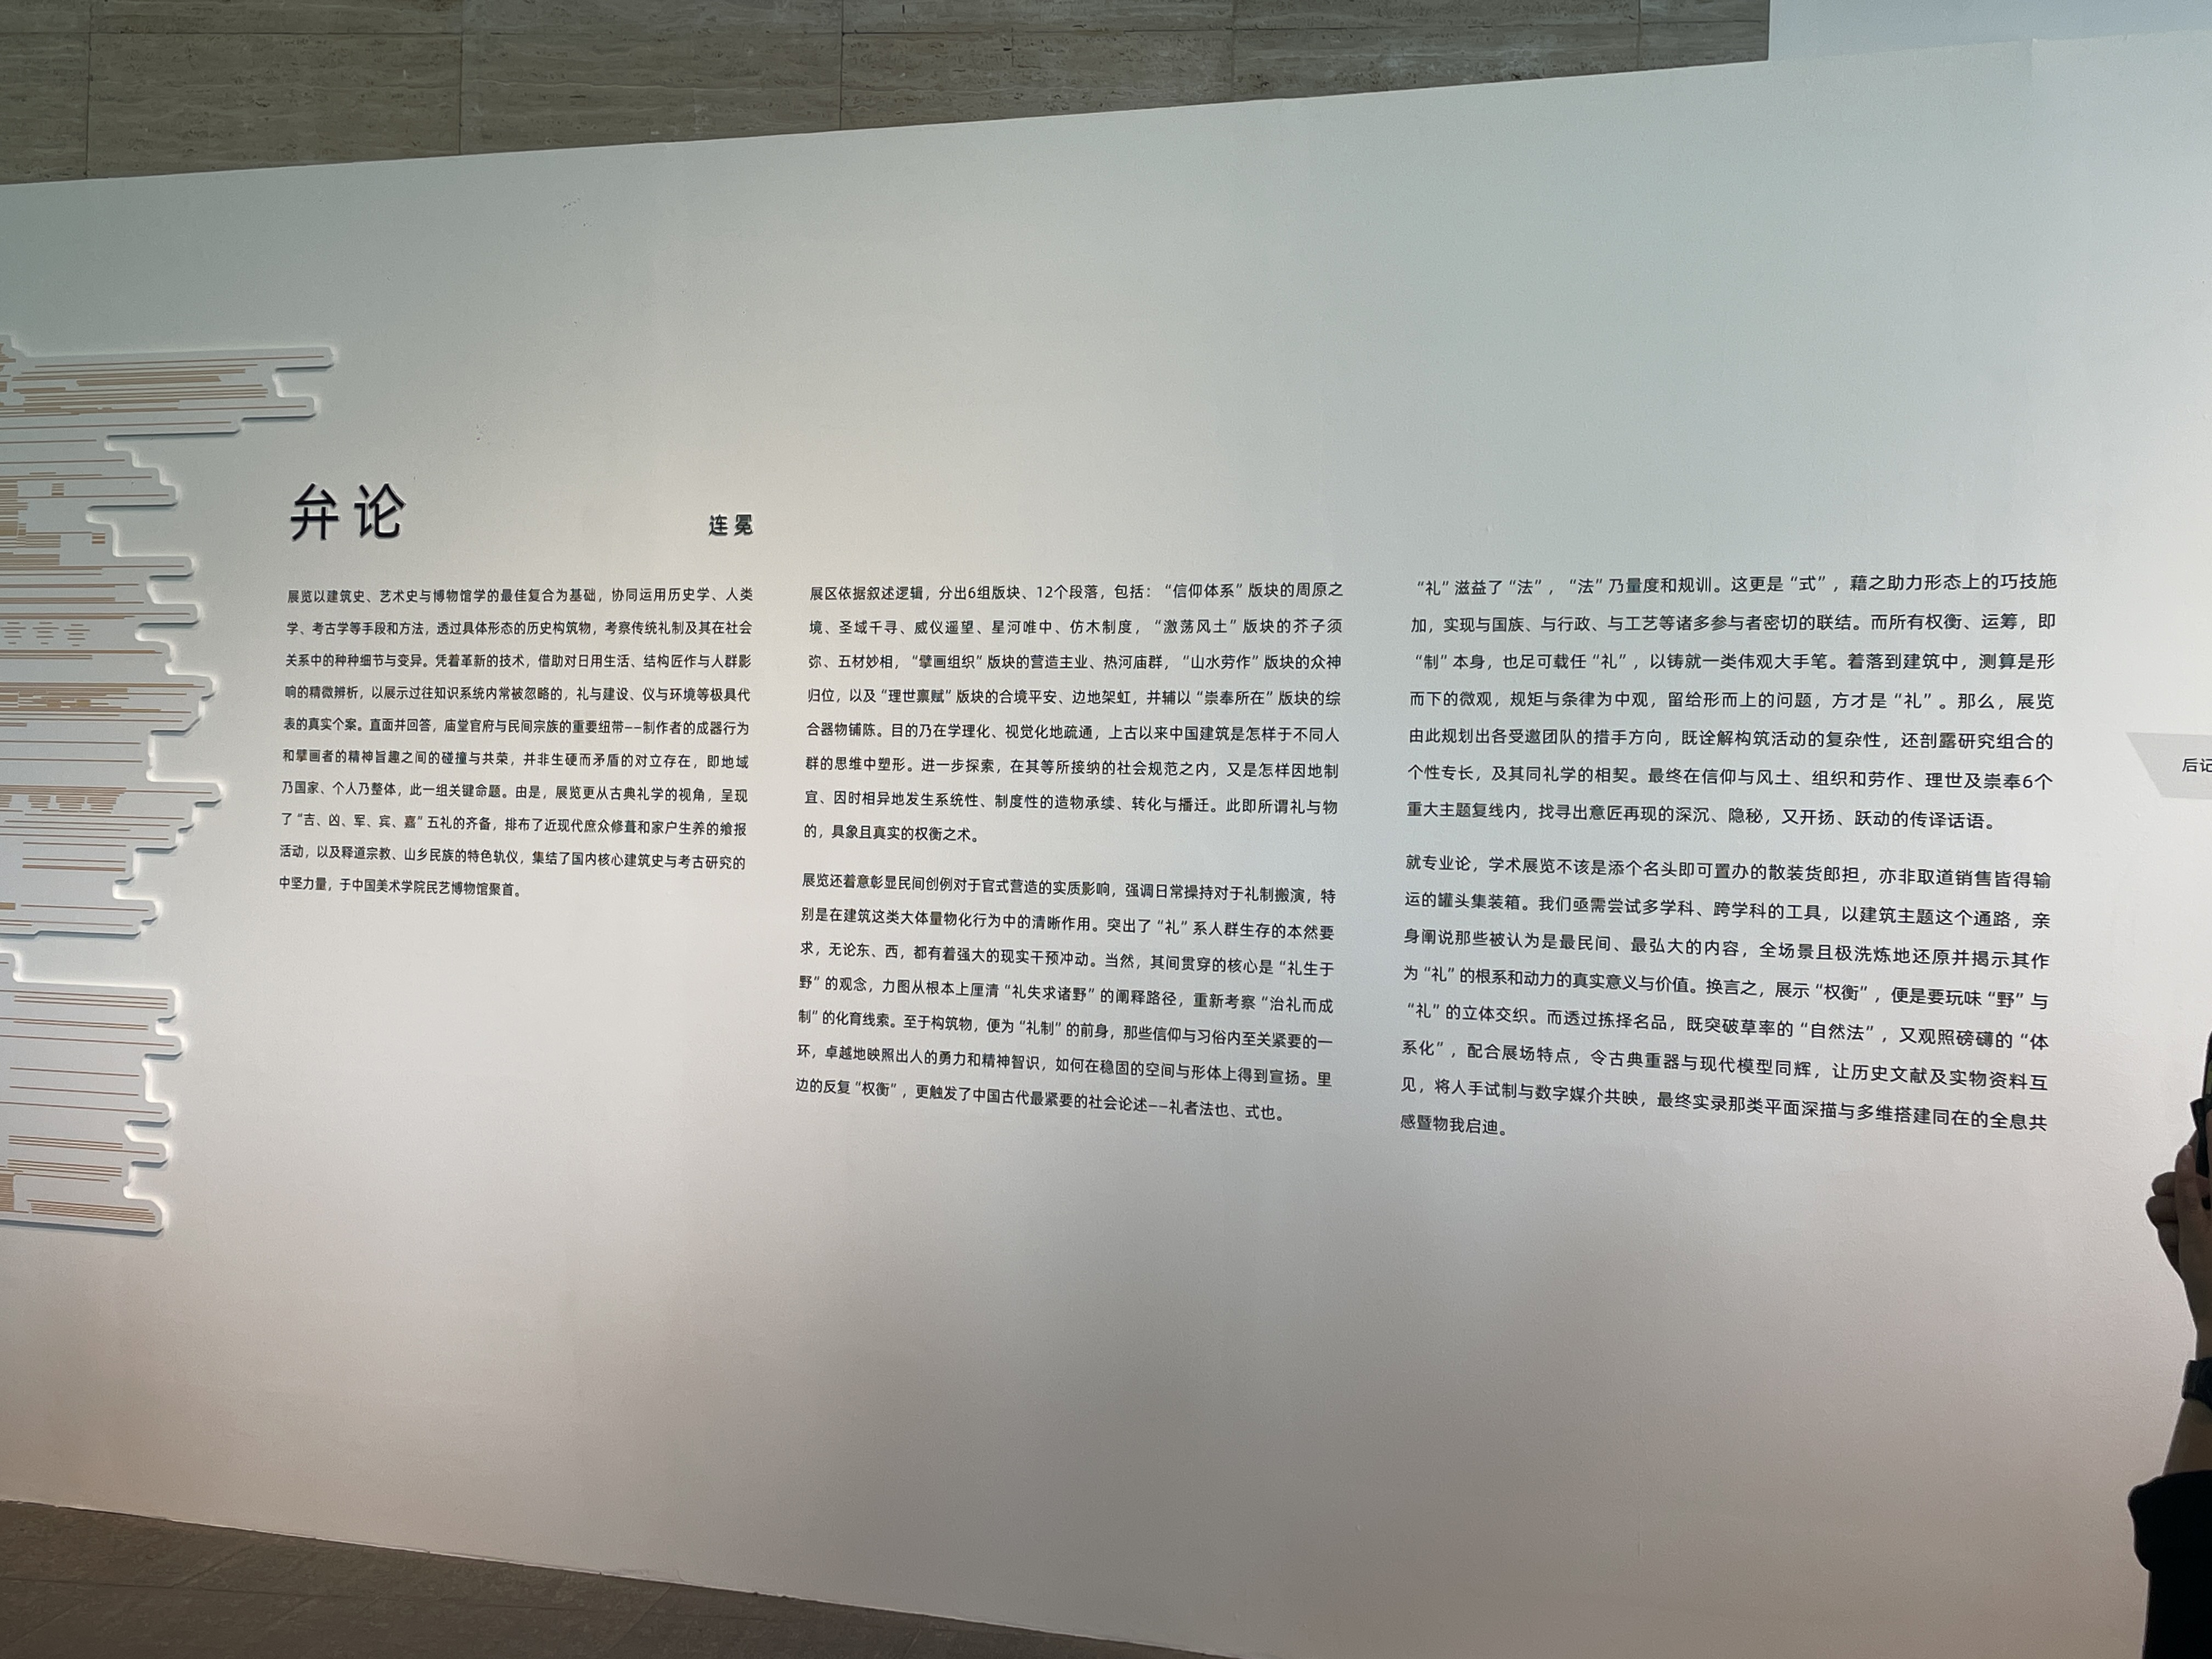 弁论
连冕
展览以建筑史、艺术史与博物馆学的最佳复合为基础，协同运用历史学、人类
学、考古学等手段和方法，透过具体形态的历史构筑物，考察传统礼制及其在社会
关系中的种种细节与变异。凭着革新的技术，借助对日用生活、结构匠作与人群影
响的精微辨析，以展示过往知识系统内常被忽略的，礼与建设、仪与环境等极具代
表的真实个案。直面并回答，庙堂官府与民间宗族的重要纽带——制作者的成器行为
和擘画者的精神旨趣之间的碰撞与共荣，并非生硬而矛盾的对立存在，即地域
乃国家、个人乃整体，此一组关键命题。由是，展览更从古典礼学的视角，呈现
了“吉、凶、军、宾、嘉”五礼的齐备，排布了近现代庶众修葺和家户生养的飨报
活动，以及释道宗教、山乡民族的特色轨仪，集结了国内核心建筑史与考古研究的
中坚力量，于中国美术学院民艺博物馆聚首。
展区依据叙述逻辑，分出6组版块、12个段落，包括：“信仰体系”版块的周原之
境、圣域千寻、威仪遥望、星河唯中、仿木制度，“激荡风土”版块的芥子须
弥、五材妙相，“擘画组织”版块的营造主业、热河庙群，“山水劳作”版块的众神
归位，以及“理世禀赋”版块的合境平安、边地架虹，并辅以“崇奉所在”版块的综
合器物铺陈。目的乃在学理化、视觉化地疏通，上古以来中国建筑是怎样于不同人
群的思维中塑形。进一步探索，在其等所接纳的社会规范之内，又是怎样因地制
宜、因时相异地发生系统性、制度性的造物承续、转化与播迁。此即所谓礼与物
的，具象且真实的权衡之术。
展览还着意彰显民间创例对于官式营造的实质影响，强调日常操持对于礼制搬演，特
别是在建筑这类大体量物化行为中的清晰作用。突出了“礼”系人群生存的本然要
求，无论东、西，都有着强大的现实干预冲动。当然，其间贯穿的核心是“礼生于
野”的观念，力图从根本上厘清“礼失求诸野”的阐释路径，重新考察“治礼而成
制”的化育线索。至于构筑物，便为“礼制”的前身，那些信仰与习俗内至关紧要的一
环，卓越地映照出人的勇力和精神智识，如何在稳固的空间与形体上得到宣扬。里
边的反复“权衡”，更触发了中国古代最紧要的社会论述——礼者法也、式也。
“礼”滋益了“法”，“法”乃量度和规训。这更是“式”，藉之助力形态上的巧技施
加，实现与国族、与行政、与工艺等诸多参与者密切的联结。而所有权衡、运筹，即
“制”本身，也足可载任“礼”，以铸就一类伟观大手笔。着落到建筑中，测算是形
而下的微观，规矩与条律为中观，留给形而上的问题，方才是“礼”。那么，展览
由此规划出各受邀团队的措手方向，既诠解构筑活动的复杂性，还剖露研究组合的
个性专长，及其同礼学的相契。最终在信仰与风土、组织和劳作、理世及崇奉6个
重大主题复线内，找寻出意匠再现的深沉、隐秘，又开扬、跃动的传译话语。
就专业论，学术展览不该是添个名头即可置办的散装货郎担，亦非取道销售皆得输
运的罐头集装箱。我们亟需尝试多学科、跨学科的工具，以建筑主题这个通路，亲
身阐说那些被认为是最民间、最弘大的内容，全场景且极洗炼地还原并揭示其作
为“礼”的根系和动力的真实意义与价值。换言之，展示“权衡”，便是要玩味“野”与
“礼”的立体交织。而透过拣择名品，既突破草率的“自然法”，又观照磅礴的“体
系化”，配合展场特点，令古典重器与现代模型同辉，让历史文献及实物资料互
见，将人手试制与数字媒介共映，最终实录那类平面深描与多维搭建同在的全息共
感暨物我启迪。
后记